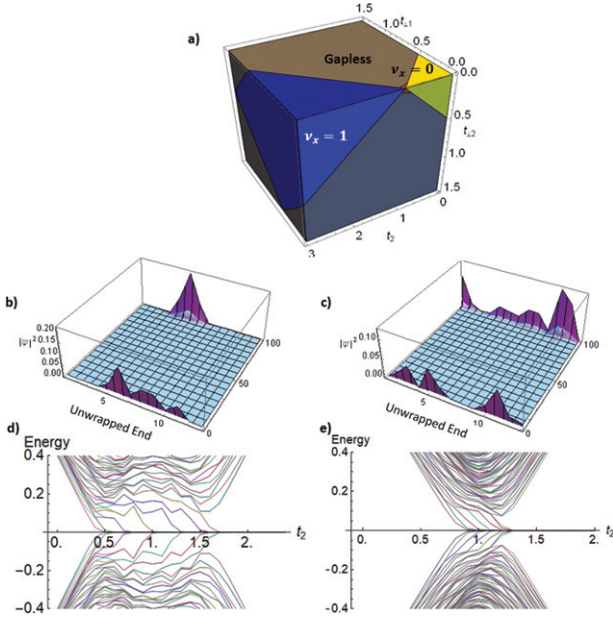 a)
1.5
1.0
t⊥1
0.5
0.0
0.0
Gapless
νx = 0
0.5
t⊥2
1.0
1.5
νx = 1
3
2
t2
1
0
b)
0.20
0.15
0.10
0.05
0.00
|ψ|2
5
10
Unwrapped End
0
50
100
c)
0.10
0.05
0.00
|ψ|2
5
10
Unwrapped End
0
50
100
d)
Energy
0.4
0.2
0.
0.5
1.0
1.5
2.
t2
-0.2
-0.4
e)
Energy
0.4
0.2
0.
0.5
1.0
1.5
2.
t2
-0.2
-0.4